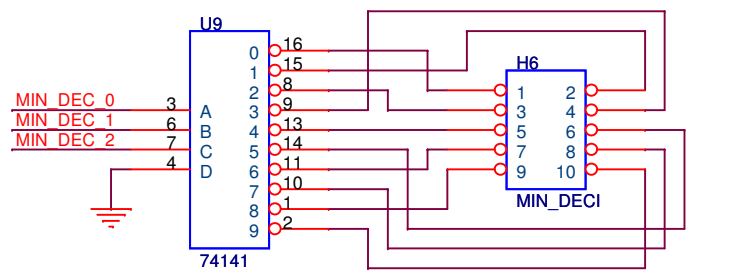 U9
H6
MIN_DEC_0 3 A
MIN_DEC_1 6 B
MIN_DEC_2 7 C
4 D
0 16
1 15
2 8
3 9
4 13
5 14
6 11
7 10
8 1
9 2
1 2
3 4
5 6
7 8
9 10
MIN_DECI
74141